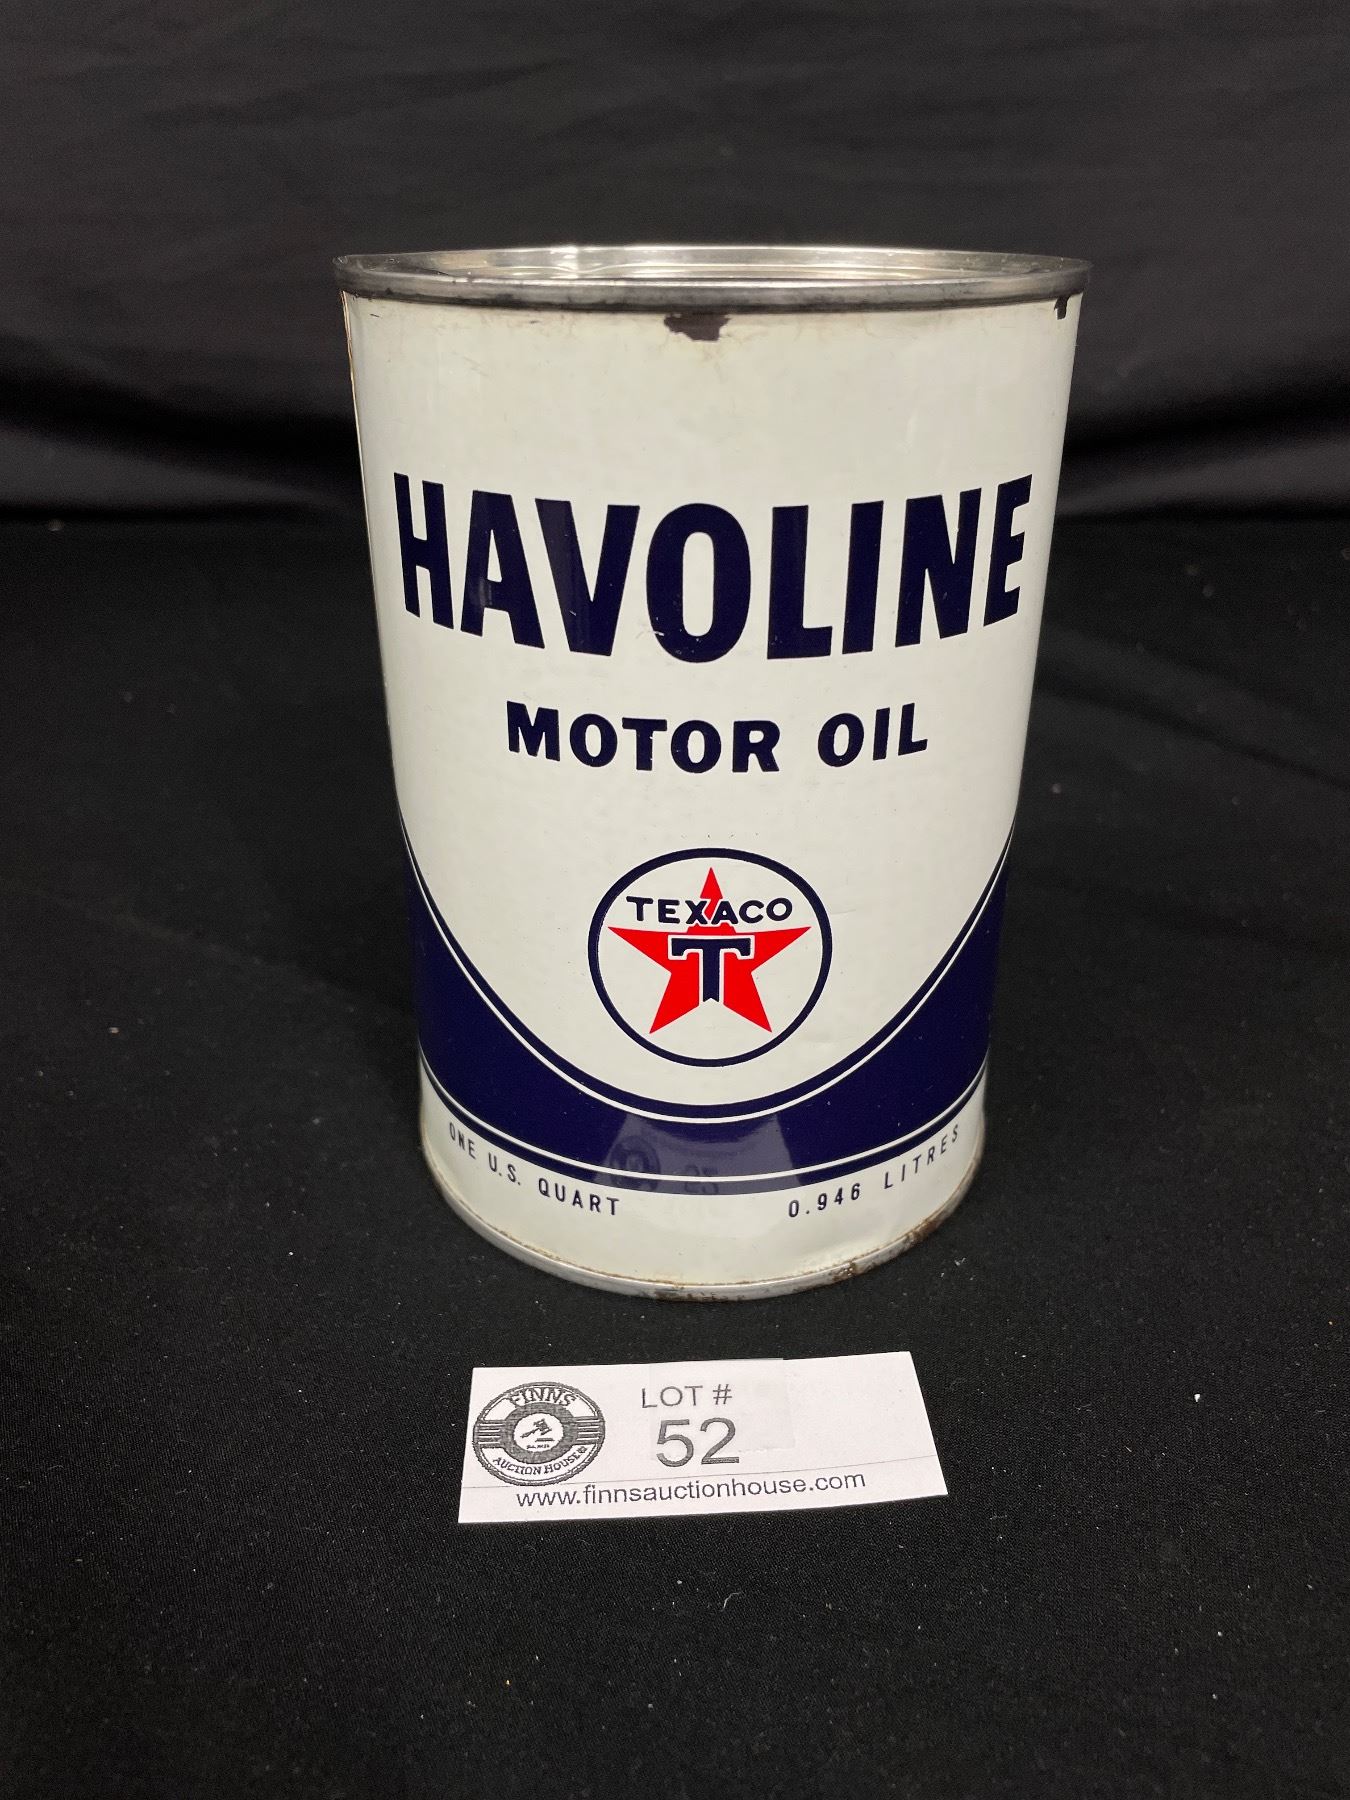 HAVOLINE
MOTOR OIL
TEXACO
T
ONE U.S. QUART 0.946 LITRES
FINNS
AUCTION HOUSE
LOT #
52
www.finnsauctionhouse.com